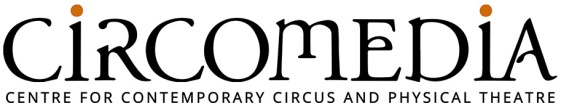 CIRCOMEDIA
CENTRE FOR CONTEMPORARY CIRCUS AND PHYSICAL THEATRE